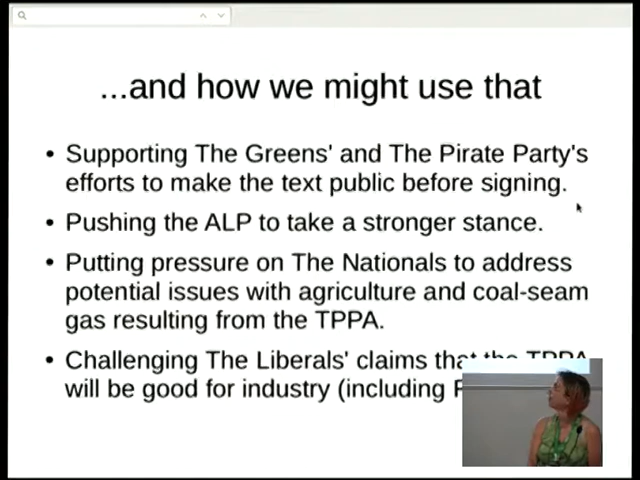 ...and how we might use that
• Supporting The Greens' and The Pirate Party's
efforts to make the text public before signing.
• Pushing the ALP to take a stronger stance.
• Putting pressure on The Nationals to address
potential issues with agriculture and coal-seam
gas resulting from the TPPA.
• Challenging The Liberals' claims that the TPPA
will be good for industry (including